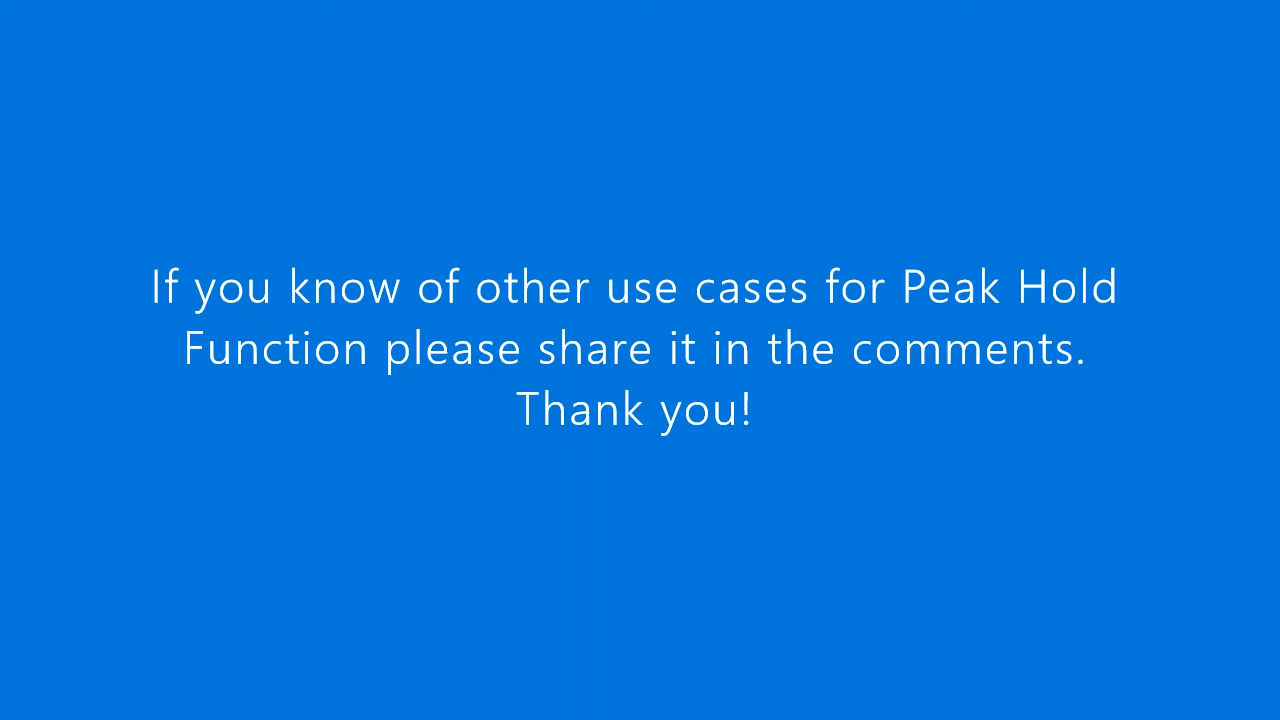 If you know of other use cases for Peak Hold
Function please share it in the comments.
Thank you!